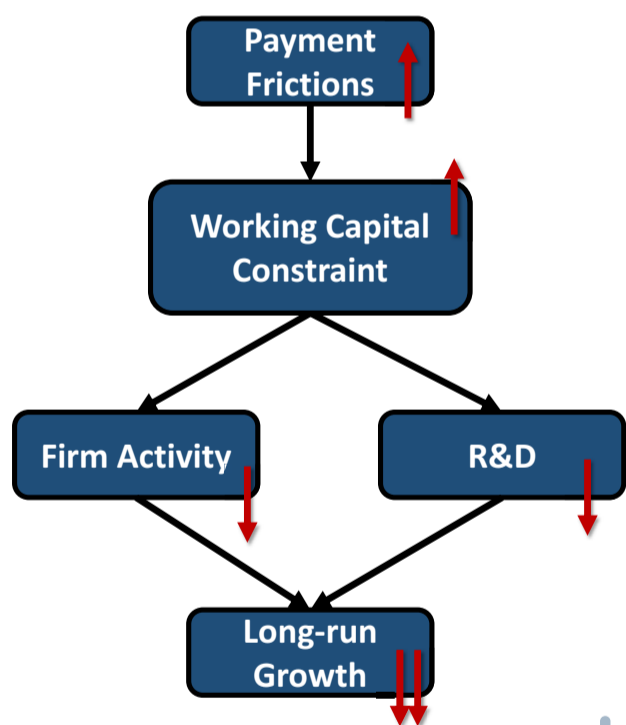 Payment
Frictions
Working Capital
Constraint
Firm Activity
R&D
Long-run
Growth